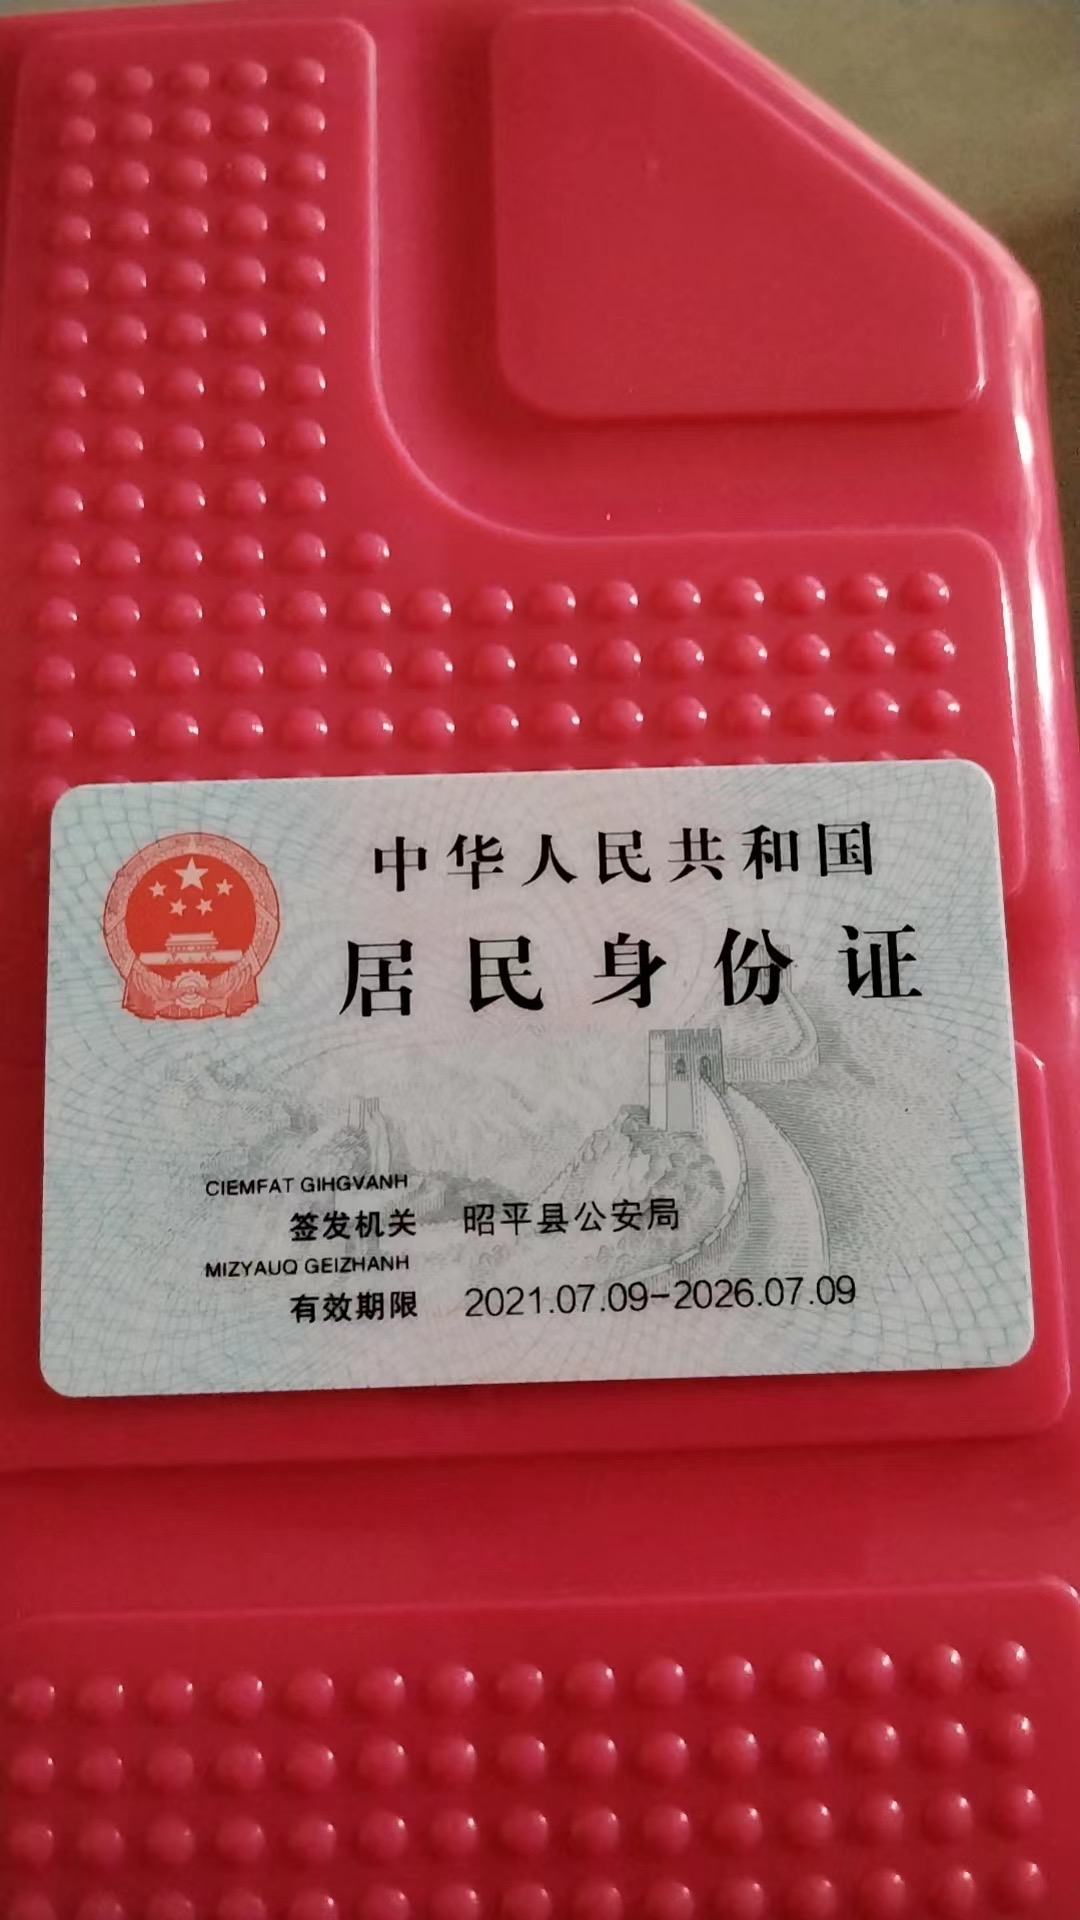 中华人民共和国
居民身份证
CIEMFAT GIHGVANH
签发机关 昭平县公安局
MIZYAUQ GEIZHANH
有效期限 2021.07.09-2026.07.09